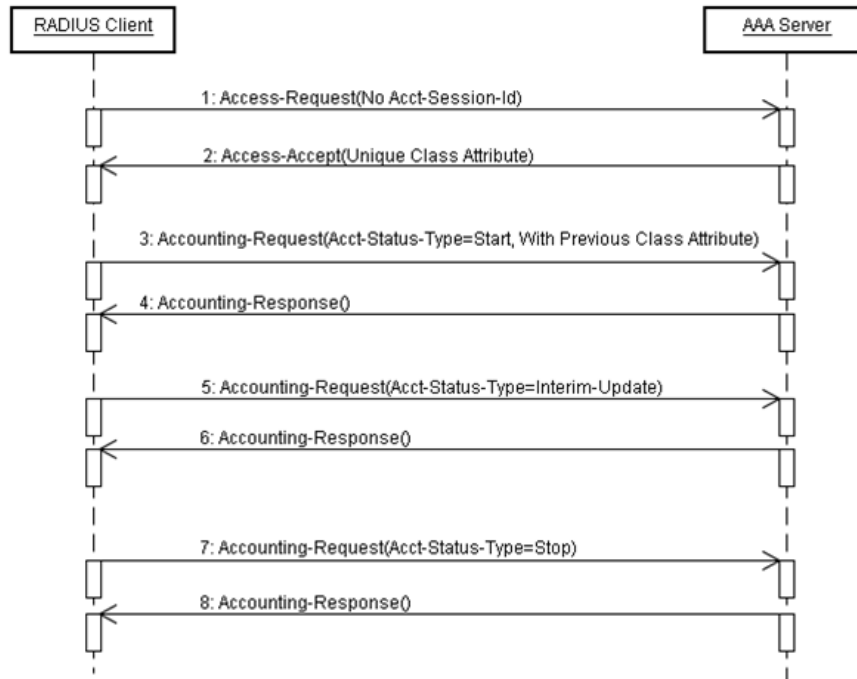 RADIUS Client
AAA Server
1: Access-Request(No Acct-Session-Id)
2: Access-Accept(Unique Class Attribute)
3: Accounting-Request(Acct-Status-Type=Start, With Previous Class Attribute)
4: Accounting-Response()
5: Accounting-Request(Acct-Status-Type=Interim-Update)
6: Accounting-Response()
7: Accounting-Request(Acct-Status-Type=Stop)
8: Accounting-Response()